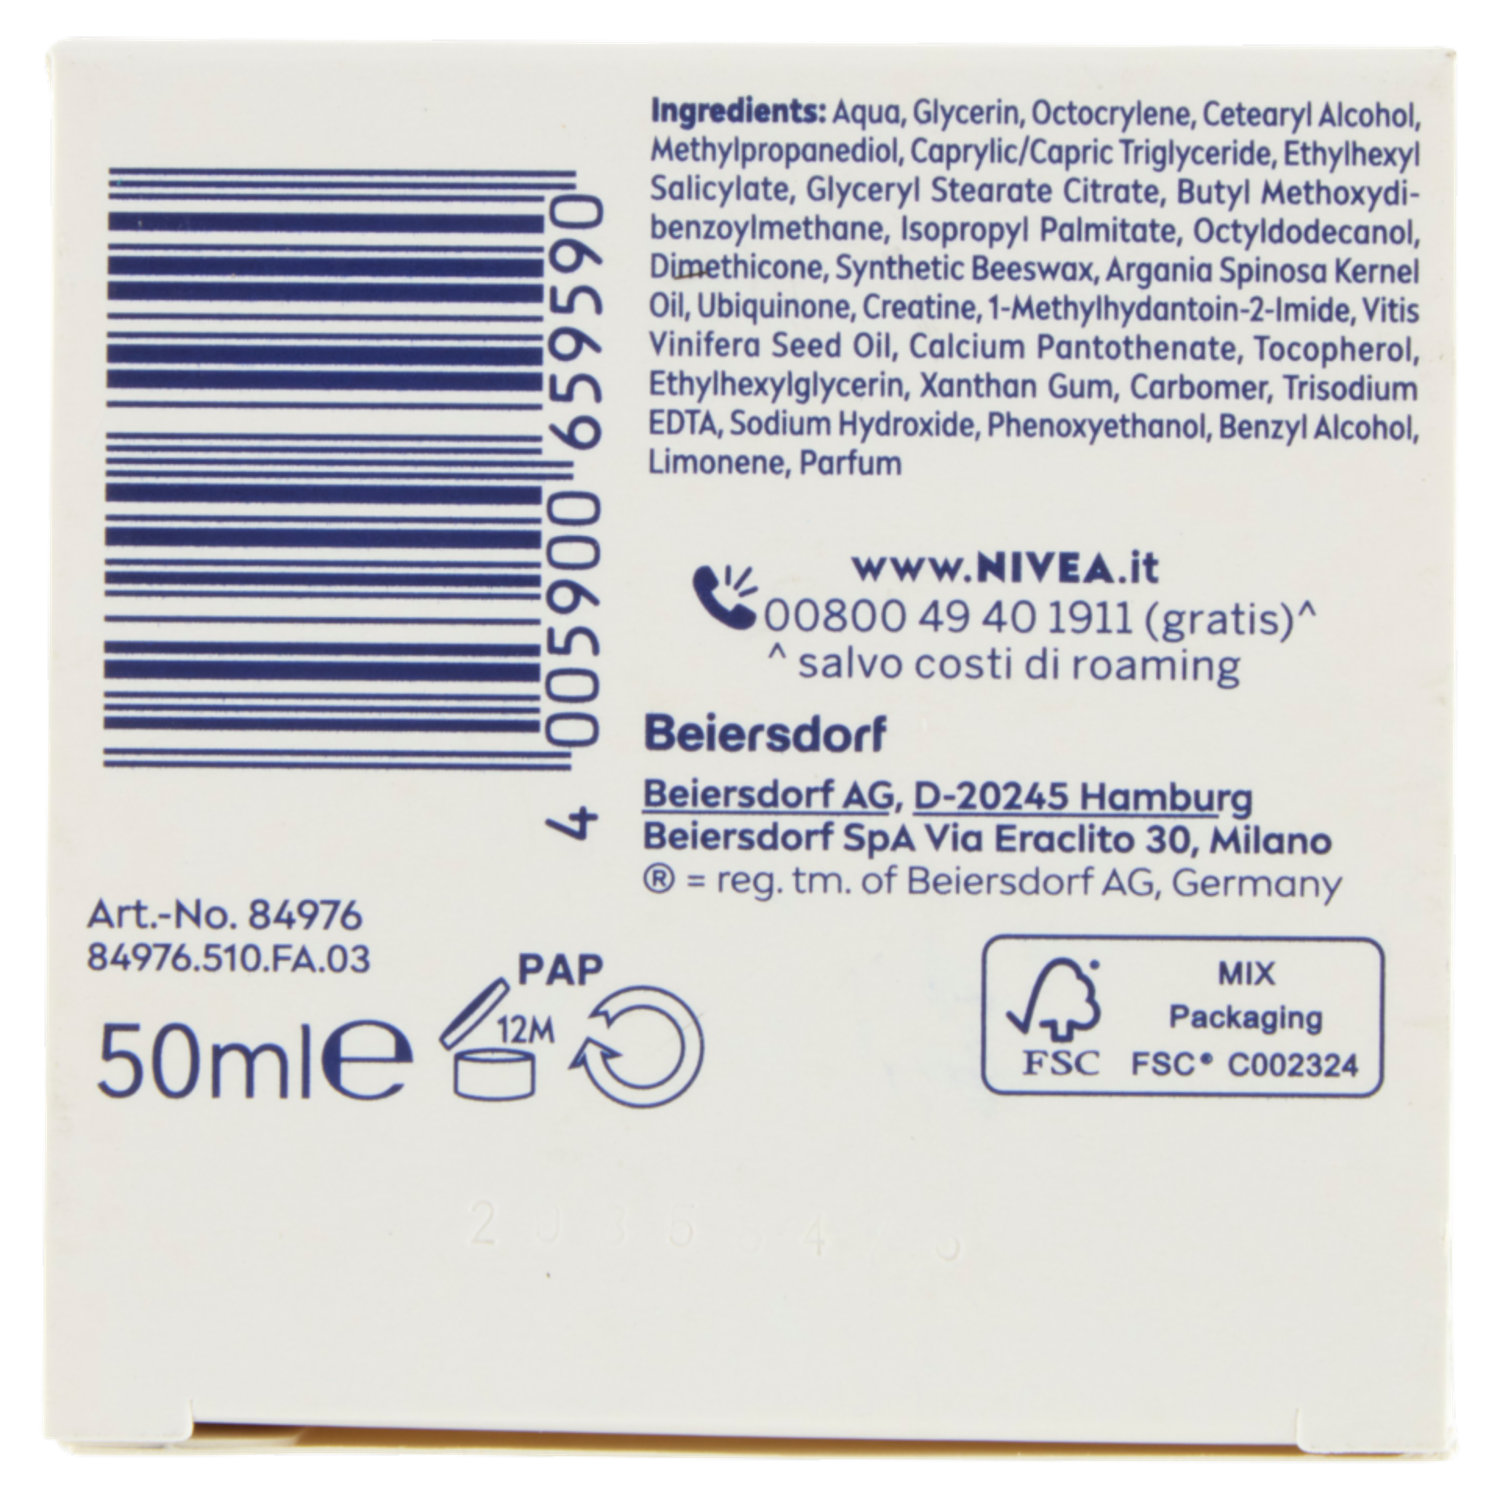 Ingredients: Aqua, Glycerin, Octocrylene, Cetearyl Alcohol,
Methylpropanediol, Caprylic/Capric Triglyceride, Ethylhexyl
Salicylate, Glyceryl Stearate Citrate, Butyl Methoxydi-
benzoylmethane, Isopropyl Palmitate, Octyldodecanol,
Dimethicone, Synthetic Beeswax, Argania Spinosa Kernel
Oil, Ubiquinone, Creatine, 1-Methylhydantoin-2-Imide, Vitis
Vinifera Seed Oil, Calcium Pantothenate, Tocopherol,
Ethylhexylglycerin, Xanthan Gum, Carbomer, Trisodium
EDTA, Sodium Hydroxide, Phenoxyethanol, Benzyl Alcohol,
Limonene, Parfum
4 005900 659590
www.NIVEA.it
00800 49 40 1911 (gratis)^
^ salvo costi di roaming
Beiersdorf
Beiersdorf AG, D-20245 Hamburg
Beiersdorf SpA Via Eraclito 30, Milano
® = reg. tm. of Beiersdorf AG, Germany
Art.-No. 84976
84976.510.FA.03
50ml℮
12M
PAP
FSC
MIX
Packaging
FSC® C002324